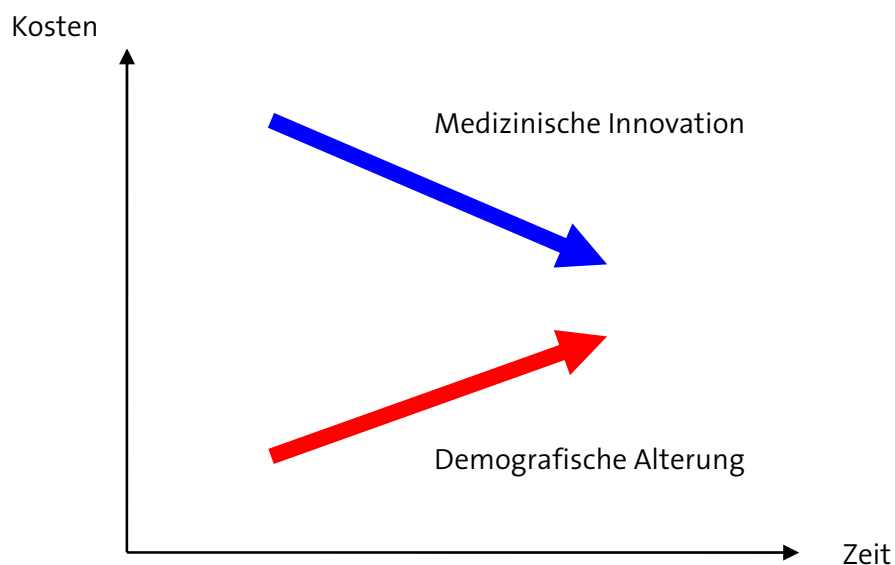 Kosten
Medizinische Innovation
Demografische Alterung
Zeit